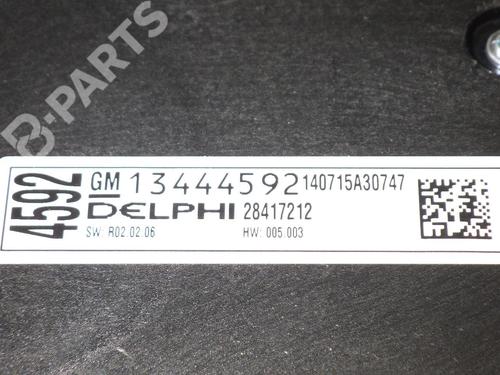 B-PARTS
4592
GM 13444592 140715A30747
DELPHI 28417212
SW: R02.02.06 HW: 005.003